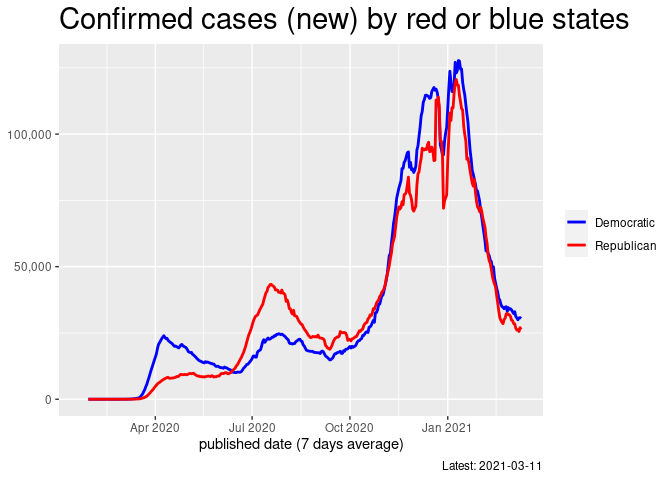 Confirmed cases (new) by red or blue states
100,000
50,000
0
Apr 2020
Jul 2020
Oct 2020
Jan 2021
published date (7 days average)
Democratic
Republican
Latest: 2021-03-11